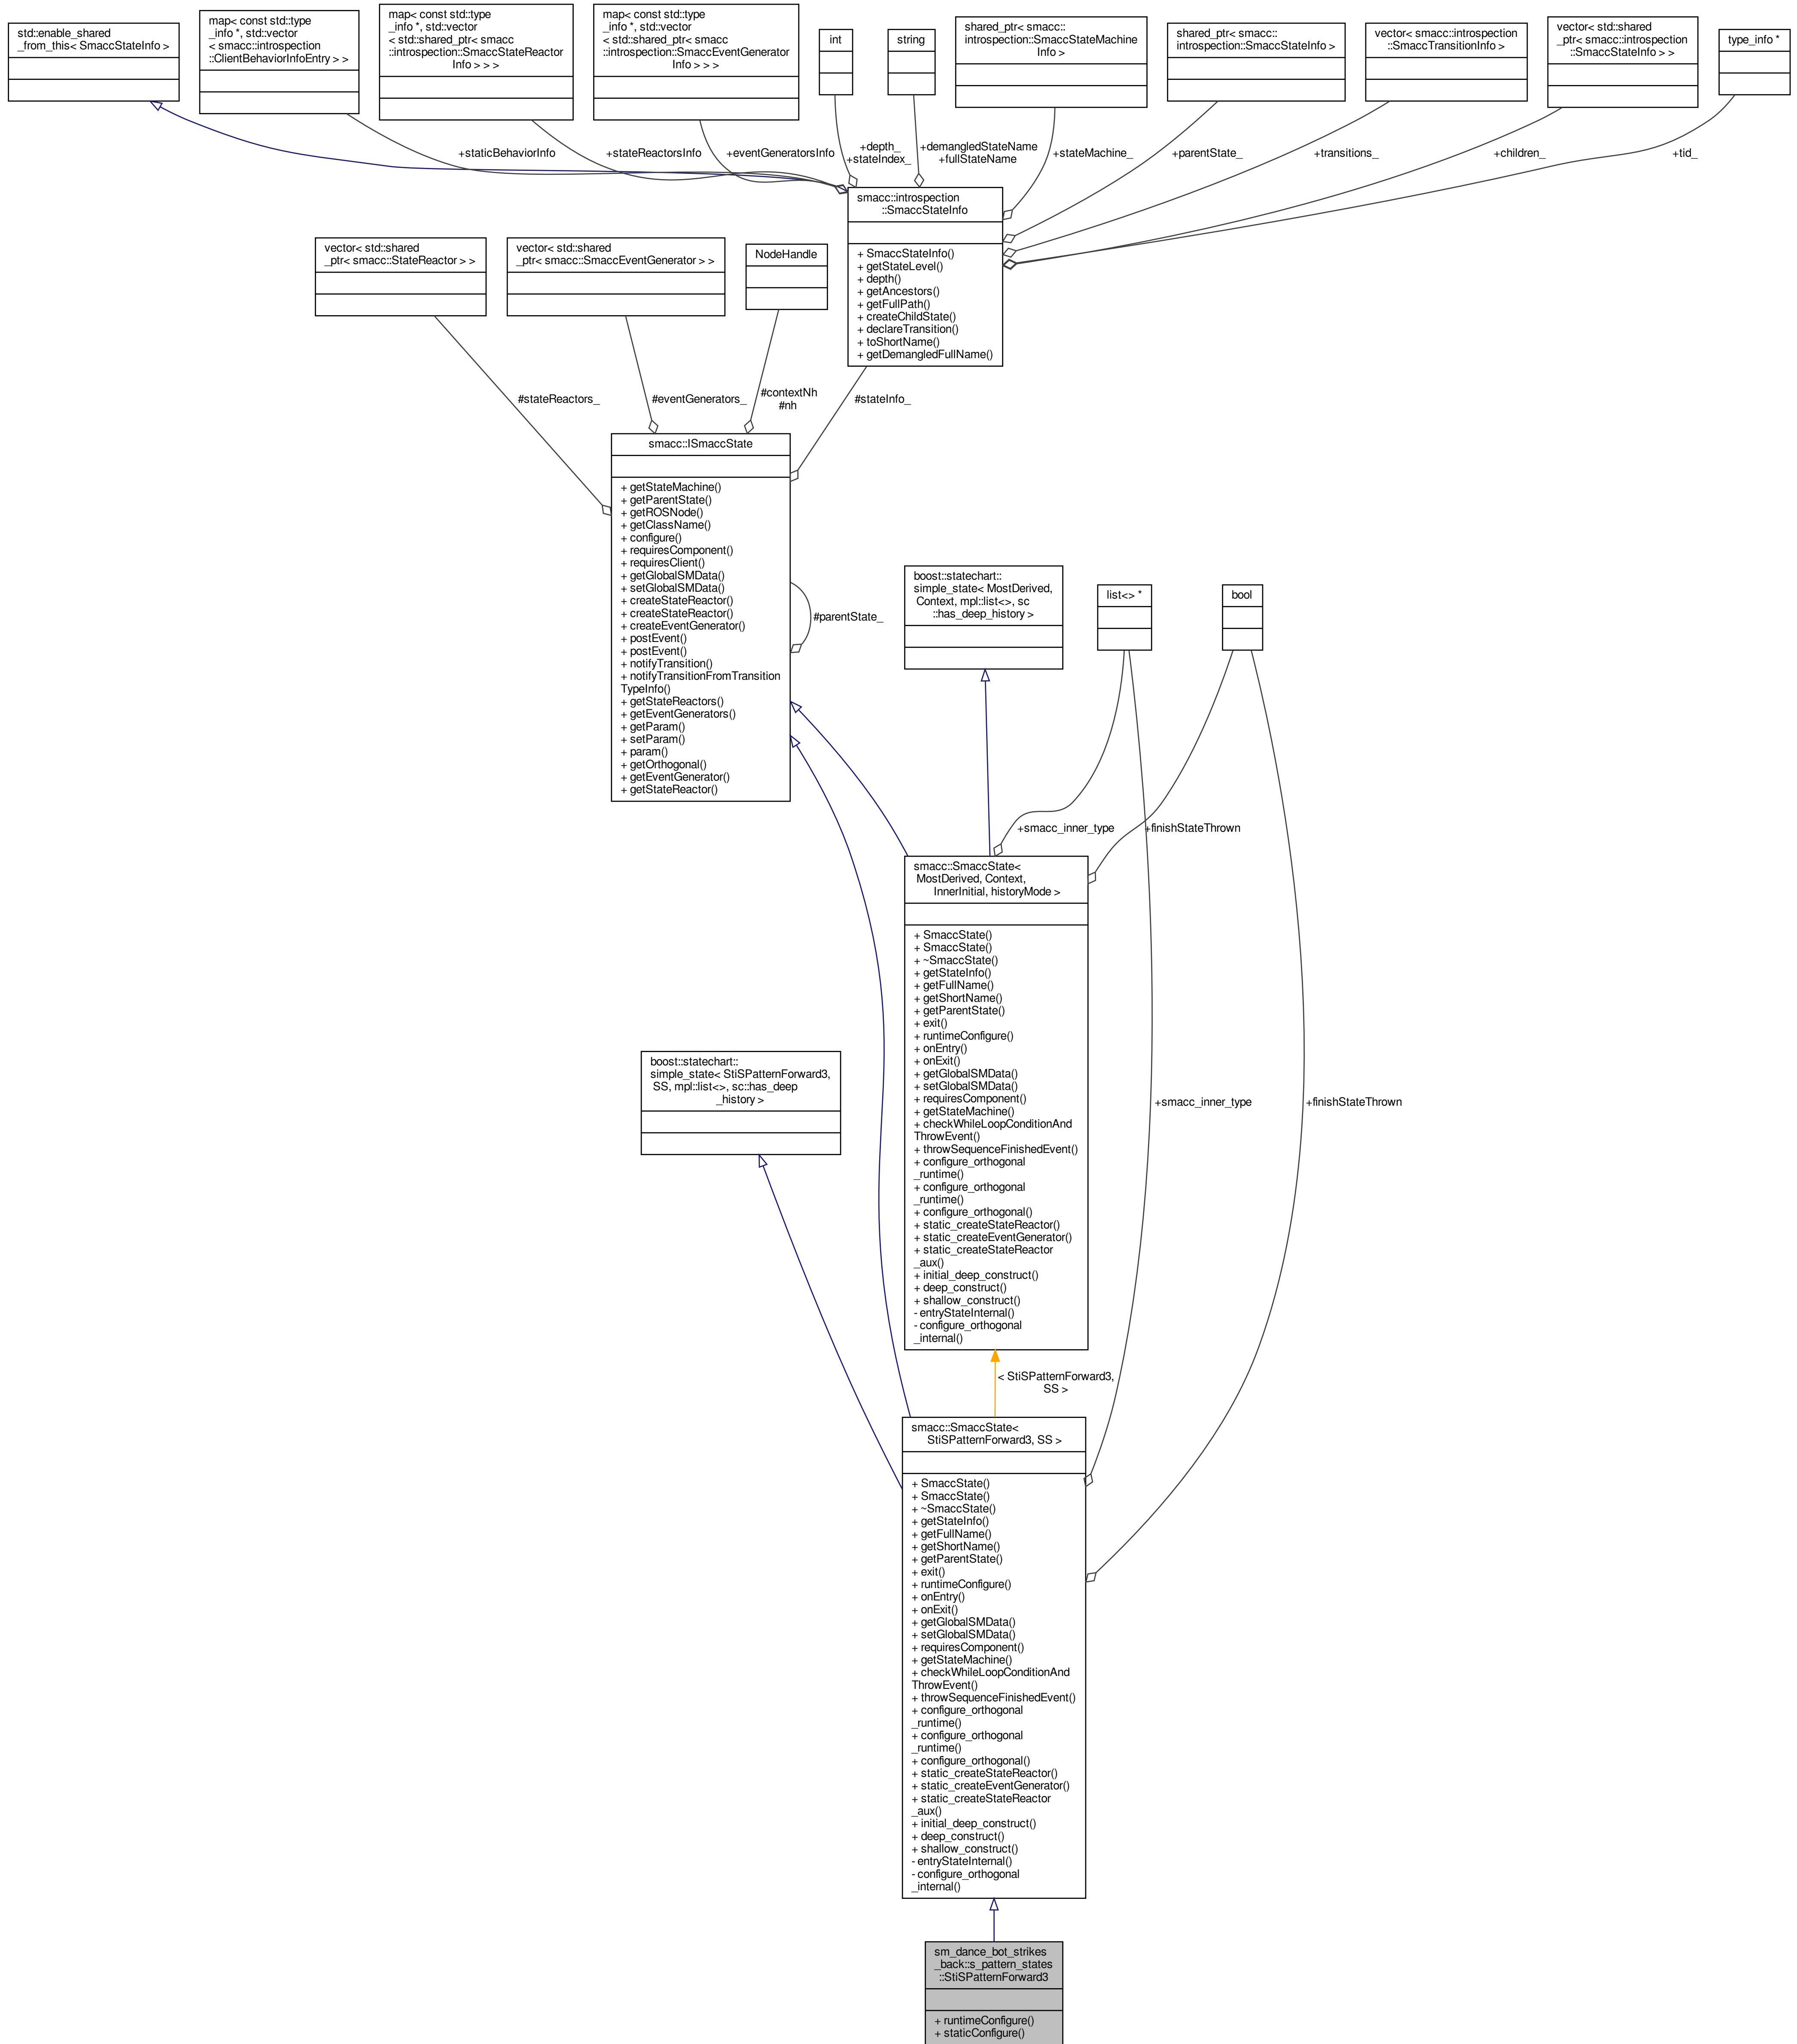 std::enable_shared
_from_this< SmaccStateInfo >
map< const std::type
_info *, std::vector
< smacc::introspection
::ClientBehaviorInfoEntry > >
map< const std::type
_info *, std::vector
< std::shared_ptr< smacc
::introspection::SmaccStateReactor
Info > > >
map< const std::type
_info *, std::vector
< std::shared_ptr< smacc
::introspection::SmaccEventGenerator
Info > > >
int
string
shared_ptr< smacc::
introspection::SmaccStateMachine
Info >
shared_ptr< smacc::
introspection::SmaccStateInfo >
vector< smacc::introspection
::SmaccTransitionInfo >
vector< std::shared
_ptr< smacc::introspection
::SmaccStateInfo > >
type_info *
+staticBehaviorInfo
+stateReactorsInfo
+eventGeneratorsInfo
+depth_
+stateIndex_
+demangledStateName
+fullStateName
+stateMachine_
+parentState_
+transitions_
+children_
+tid_
smacc::introspection
::SmaccStateInfo
+ SmaccStateInfo()
+ getStateLevel()
+ depth()
+ getAncestors()
+ getFullPath()
+ createChildState()
+ declareTransition()
+ toShortName()
+ getDemangledFullName()
vector< std::shared
_ptr< smacc::StateReactor > >
vector< std::shared
_ptr< smacc::SmaccEventGenerator > >
NodeHandle
#stateReactors_
#eventGenerators_
#contextNh
#nh
#stateInfo_
smacc::ISmaccState
+ getStateMachine()
+ getParentState()
+ getROSNode()
+ getClassName()
+ configure()
+ requiresComponent()
+ requiresClient()
+ getGlobalSMData()
+ setGlobalSMData()
+ createStateReactor()
+ createStateReactor()
+ createEventGenerator()
+ postEvent()
+ postEvent()
+ notifyTransition()
+ notifyTransitionFromTransition
TypeInfo()
+ getStateReactors()
+ getEventGenerators()
+ getParam()
+ setParam()
+ param()
+ getOrthogonal()
+ getEventGenerator()
+ getStateReactor()
#parentState_
boost::statechart::
simple_state< MostDerived,
Context, mpl::list<>, sc
::has_deep_history >
list<> *
bool
+smacc_inner_type
+finishStateThrown
smacc::SmaccState<
MostDerived, Context,
InnerInitial, historyMode >
+ SmaccState()
+ SmaccState()
+ ~SmaccState()
+ getStateInfo()
+ getFullName()
+ getShortName()
+ getParentState()
+ exit()
+ runtimeConfigure()
+ onEntry()
+ onExit()
+ getGlobalSMData()
+ setGlobalSMData()
+ requiresComponent()
+ getStateMachine()
+ checkWhileLoopConditionAnd
ThrowEvent()
+ throwSequenceFinishedEvent()
+ configure_orthogonal
_runtime()
+ configure_orthogonal
_runtime()
+ configure_orthogonal()
+ static_createStateReactor()
+ static_createEventGenerator()
+ static_createStateReactor
_aux()
+ initial_deep_construct()
+ deep_construct()
+ shallow_construct()
- entryStateInternal()
- configure_orthogonal
_internal()
boost::statechart::
simple_state< StiSPatternForward3,
SS, mpl::list<>, sc::has_deep
_history >
+smacc_inner_type
+finishStateThrown
< StiSPatternForward3,
SS >
smacc::SmaccState<
StiSPatternForward3, SS >
+ SmaccState()
+ SmaccState()
+ ~SmaccState()
+ getStateInfo()
+ getFullName()
+ getShortName()
+ getParentState()
+ exit()
+ runtimeConfigure()
+ onEntry()
+ onExit()
+ getGlobalSMData()
+ setGlobalSMData()
+ requiresComponent()
+ getStateMachine()
+ checkWhileLoopConditionAnd
ThrowEvent()
+ throwSequenceFinishedEvent()
+ configure_orthogonal
_runtime()
+ configure_orthogonal
_runtime()
+ configure_orthogonal()
+ static_createStateReactor()
+ static_createEventGenerator()
+ static_createStateReactor
_aux()
+ initial_deep_construct()
+ deep_construct()
+ shallow_construct()
- entryStateInternal()
- configure_orthogonal
_internal()
sm_dance_bot_strikes
_back::s_pattern_states
::StiSPatternForward3
+ runtimeConfigure()
+ staticConfigure()